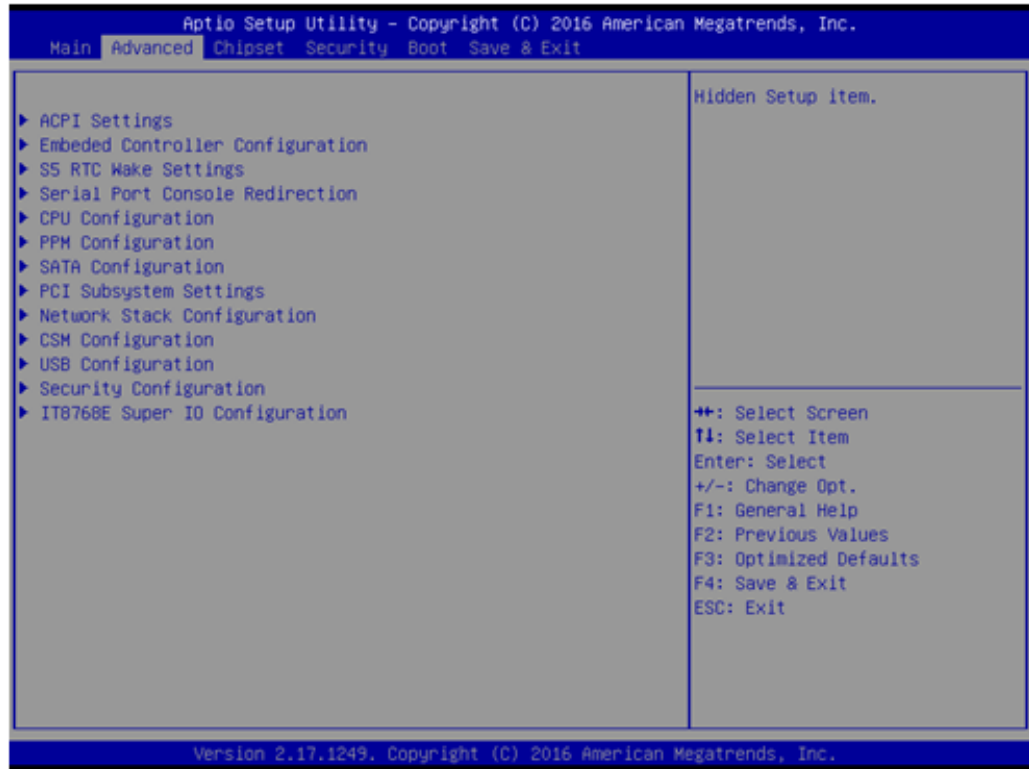 Aptio Setup Utility – Copyright (C) 2016 American Megatrends, Inc.
Main Advanced Chipset Security Boot Save & Exit
Hidden Setup item.
▶ ACPI Settings
▶ Embeded Controller Configuration
▶ S5 RTC Wake Settings
▶ Serial Port Console Redirection
▶ CPU Configuration
▶ PPM Configuration
▶ SATA Configuration
▶ PCI Subsystem Settings
▶ Network Stack Configuration
▶ CSM Configuration
▶ USB Configuration
▶ Security Configuration
▶ IT8768E Super IO Configuration
→←: Select Screen
↑↓: Select Item
Enter: Select
+/-: Change Opt.
F1: General Help
F2: Previous Values
F3: Optimized Defaults
F4: Save & Exit
ESC: Exit
Version 2.17.1249. Copyright (C) 2016 American Megatrends, Inc.